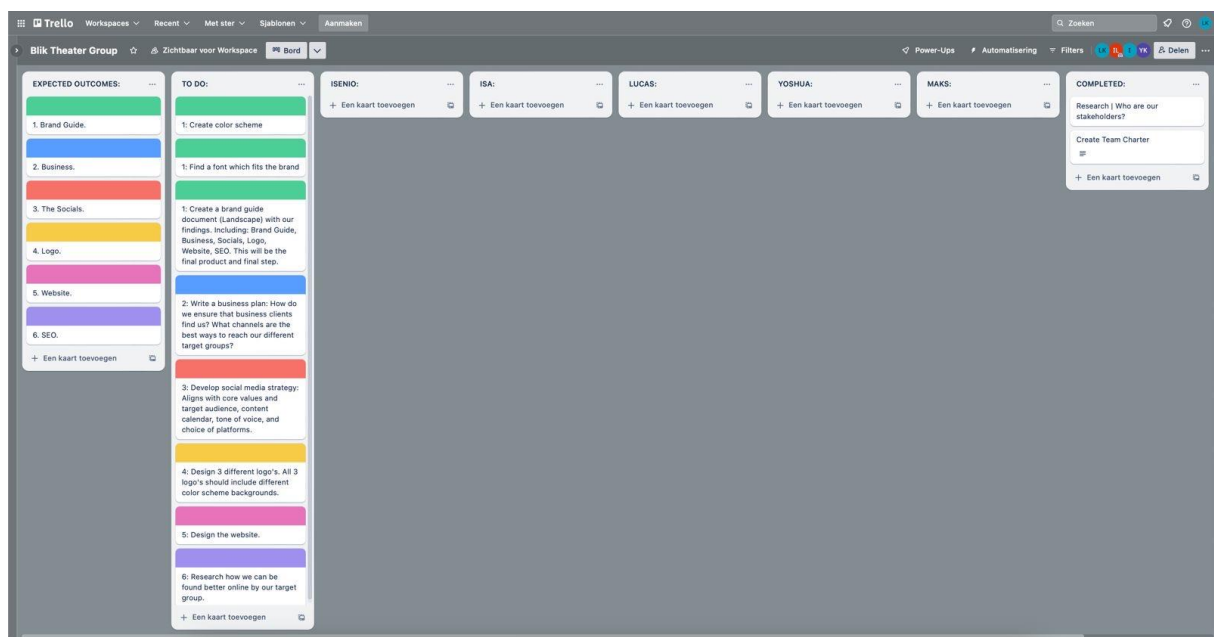 Trello
Workspaces
Recent
Met ster
Sjablonen
Aanmaken
Zoeken
LK
Blik Theater Group
Zichtbaar voor Workspace
Bord
Power-Ups
Automatisering
Filters
LK
I
YK
Delen
EXPECTED OUTCOMES:
1. Brand Guide.
2. Business.
3. The Socials.
4. Logo.
5. Website.
6. SEO.
+ Een kaart toevoegen
TO DO:
1: Create color scheme
1: Find a font which fits the brand
1: Create a brand guide
document (Landscape) with our
findings. Including: Brand Guide,
Business, Socials, Logo,
Website, SEO. This will be the
final product and final step.
2: Write a business plan: How do
we ensure that business clients
find us? What channels are the
best ways to reach our different
target groups?
3: Develop social media strategy:
Aligns with core values and
target audience, content
calendar, tone of voice, and
choice of platforms.
4: Design 3 different logo's. All 3
logo's should include different
color scheme backgrounds.
5: Design the website.
6: Research how we can be
found better online by our target
group.
+ Een kaart toevoegen
ISENIO:
+ Een kaart toevoegen
ISA:
+ Een kaart toevoegen
LUCAS:
+ Een kaart toevoegen
YOSHUA:
+ Een kaart toevoegen
MAKS:
+ Een kaart toevoegen
COMPLETED:
Research | Who are our
stakeholders?
Create Team Charter
+ Een kaart toevoegen